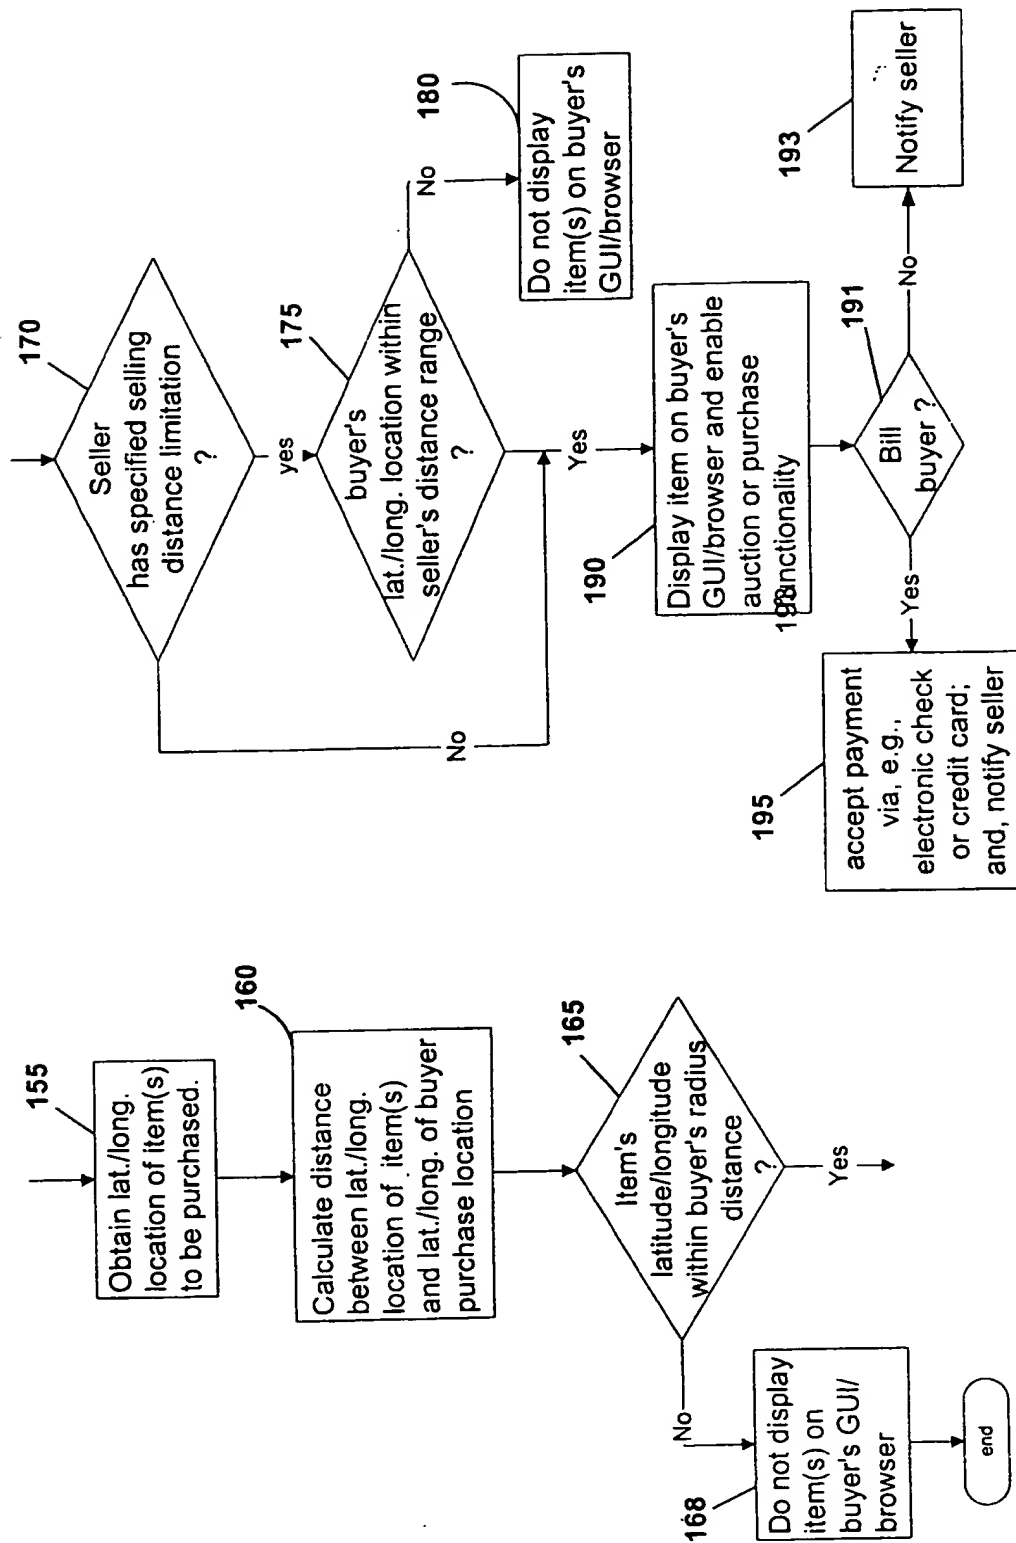 155
Obtain lat./long.
location of item(s)
to be purchased.
160
Calculate distance
between lat./long.
location of item(s)
and lat./long. of buyer
purchase location
165
Item's
latitude/longitude
within buyer's radius
distance
?
No
Yes
168
Do not display
item(s) on
buyer's GUI/
browser
end
170
Seller
has specified selling
distance limitation
?
yes
No
175
buyer's
lat./long. location within
seller's distance range
?
No
180
Do not display
item(s) on buyer's
GUI/browser
Yes
190
Display item on buyer's
GUI/browser and enable
auction or purchase
functionality
191
Bill
buyer ?
No
193
Notify seller
Yes
195
accept payment
via, e.g.,
electronic check
or credit card;
and, notify seller